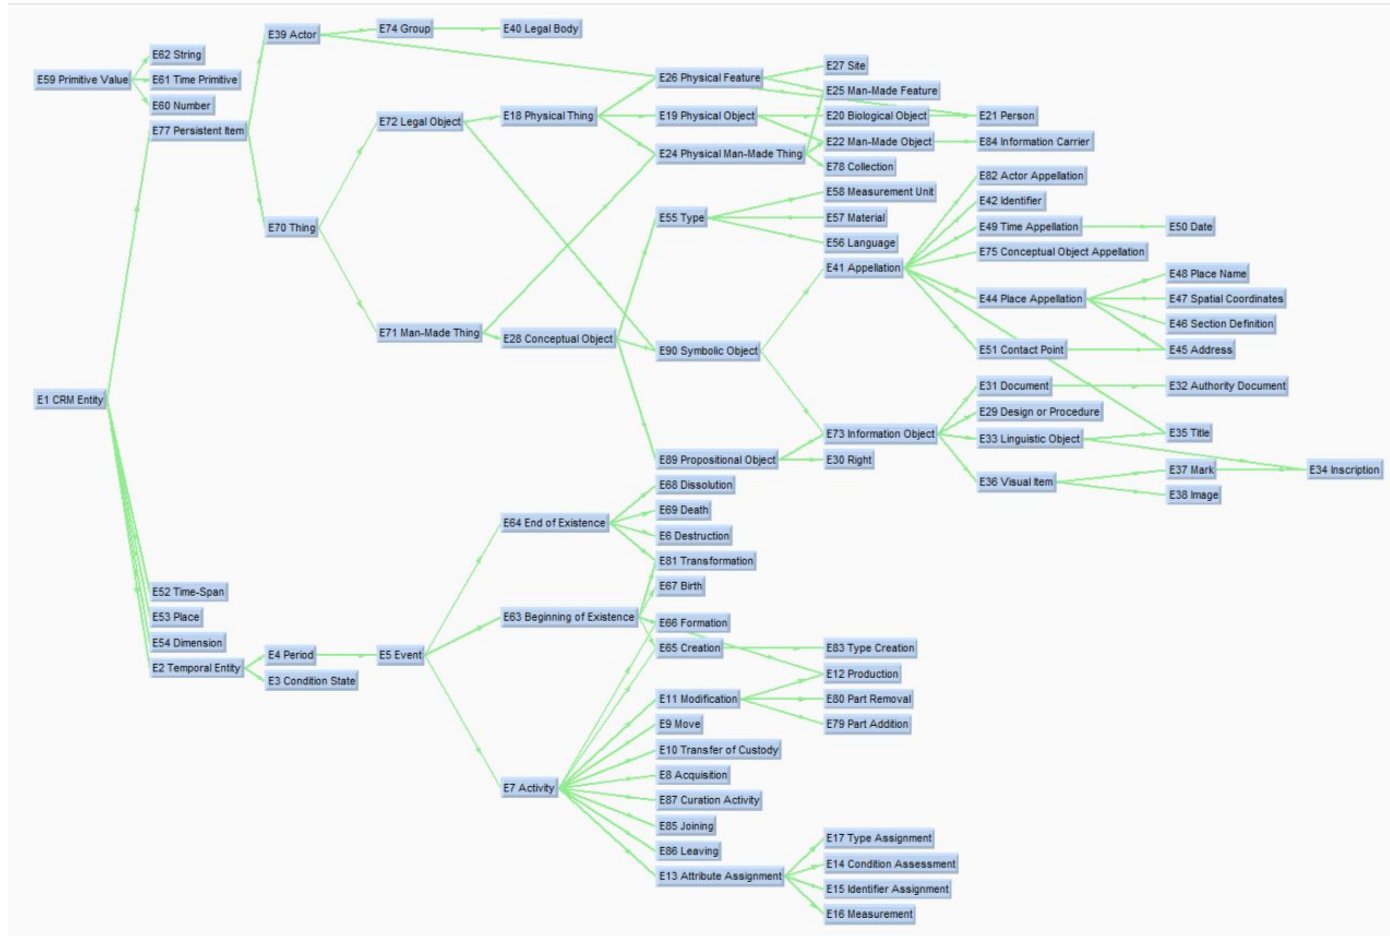 E59 Primitive Value
E62 String
E61 Time Primitive
E60 Number
E1 CRM Entity
E77 Persistent Item
E52 Time-Span
E53 Place
E54 Dimension
E2 Temporal Entity
E39 Actor
E70 Thing
E4 Period
E3 Condition State
E74 Group
E72 Legal Object
E71 Man-Made Thing
E5 Event
E40 Legal Body
E18 Physical Thing
E28 Conceptual Object
E64 End of Existence
E63 Beginning of Existence
E7 Activity
E26 Physical Feature
E19 Physical Object
E24 Physical Man-Made Thing
E55 Type
E90 Symbolic Object
E89 Propositional Object
E68 Dissolution
E69 Death
E6 Destruction
E81 Transformation
E67 Birth
E66 Formation
E65 Creation
E11 Modification
E9 Move
E10 Transfer of Custody
E8 Acquisition
E87 Curation Activity
E85 Joining
E86 Leaving
E13 Attribute Assignment
E27 Site
E25 Man-Made Feature
E20 Biological Object
E22 Man-Made Object
E78 Collection
E58 Measurement Unit
E57 Material
E56 Language
E41 Appellation
E73 Information Object
E30 Right
E83 Type Creation
E12 Production
E80 Part Removal
E79 Part Addition
E17 Type Assignment
E14 Condition Assessment
E15 Identifier Assignment
E16 Measurement
E21 Person
E84 Information Carrier
E82 Actor Appellation
E42 Identifier
E49 Time Appellation
E75 Conceptual Object Appellation
E44 Place Appellation
E51 Contact Point
E31 Document
E29 Design or Procedure
E33 Linguistic Object
E36 Visual Item
E50 Date
E48 Place Name
E47 Spatial Coordinates
E46 Section Definition
E45 Address
E32 Authority Document
E35 Title
E37 Mark
E38 Image
E34 Inscription